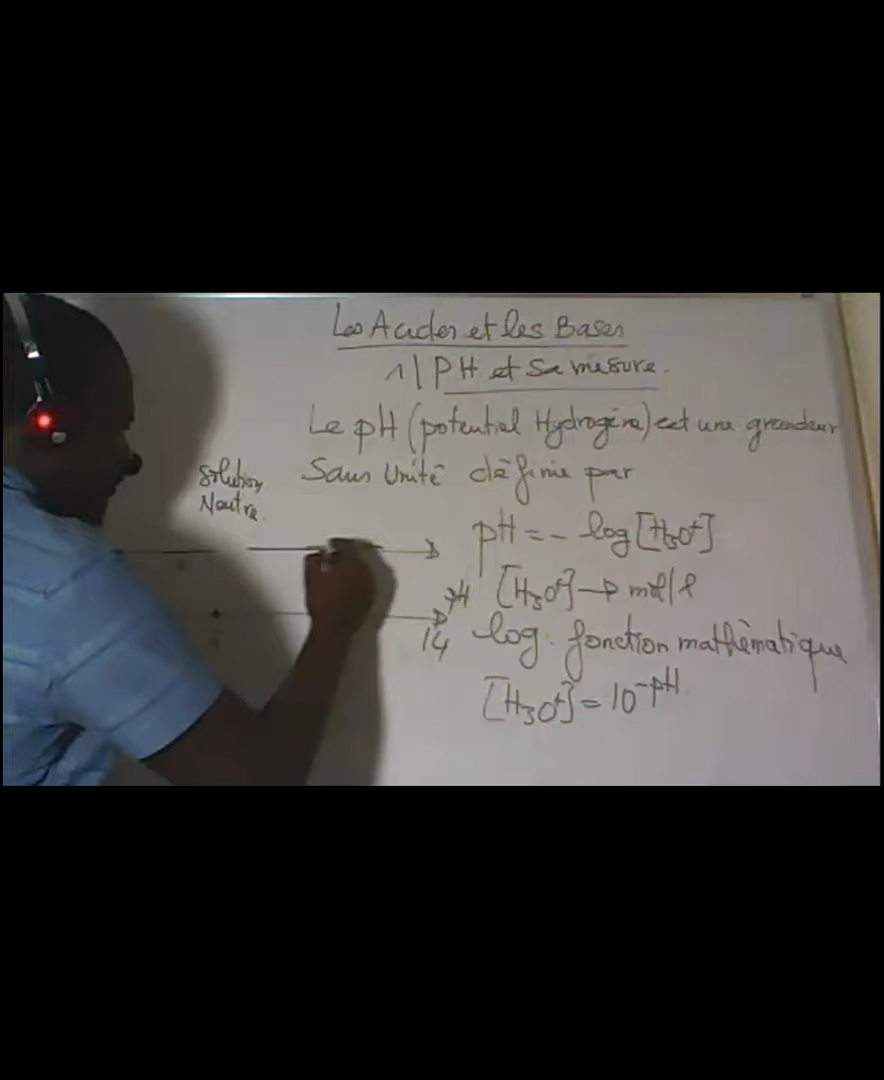 Les Acides et les Bases
1) PH et Sa mesure.
Le pH (potentiel Hydrogène) est une grandeur
Sans Unité définie par
Solution
Neutre.
pH = - log [H₃O⁺]
[H₃O⁺] → mol/l
pH
14
log : fonction mathématique
[H₃O⁺] = 10⁻ᵖᴴ.